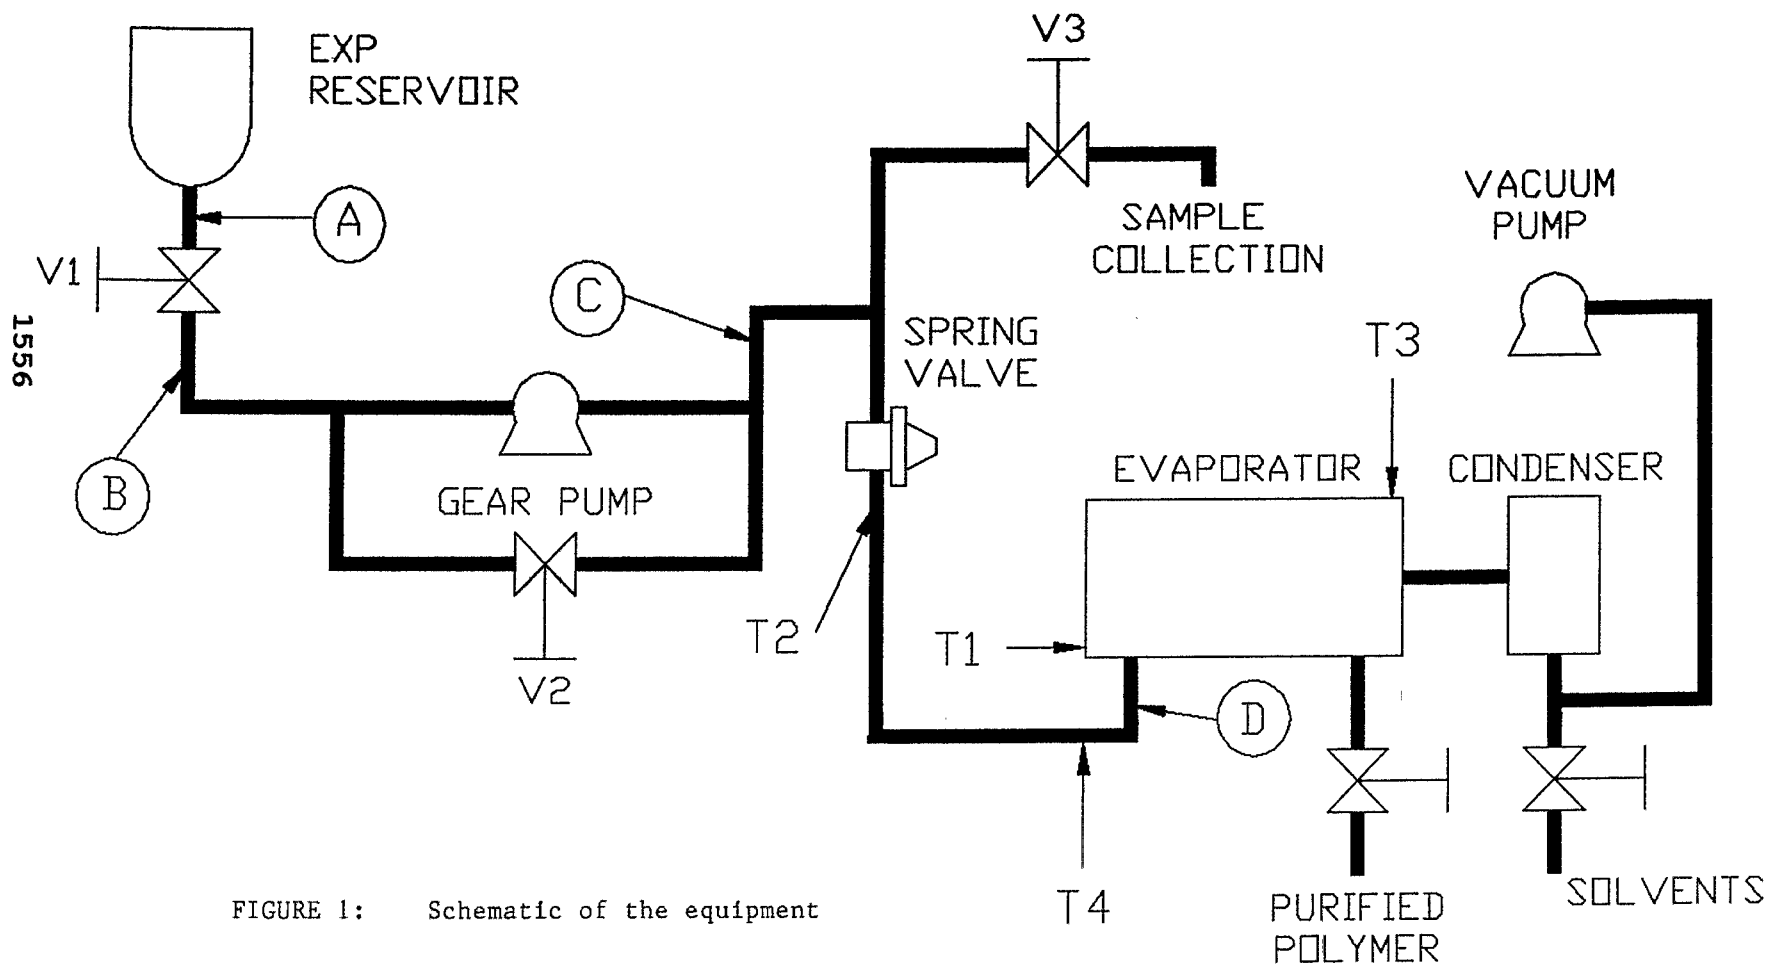 V3
EXP
RESERVOIR
VACUUM
PUMP
A
SAMPLE
COLLECTION
V1
C
1556
SPRING
VALVE
T3
B
GEAR PUMP
EVAPORATOR
CONDENSER
T2
T1
V2
D
T4
PURIFIED
POLYMER
SOLVENTS
FIGURE 1: Schematic of the equipment